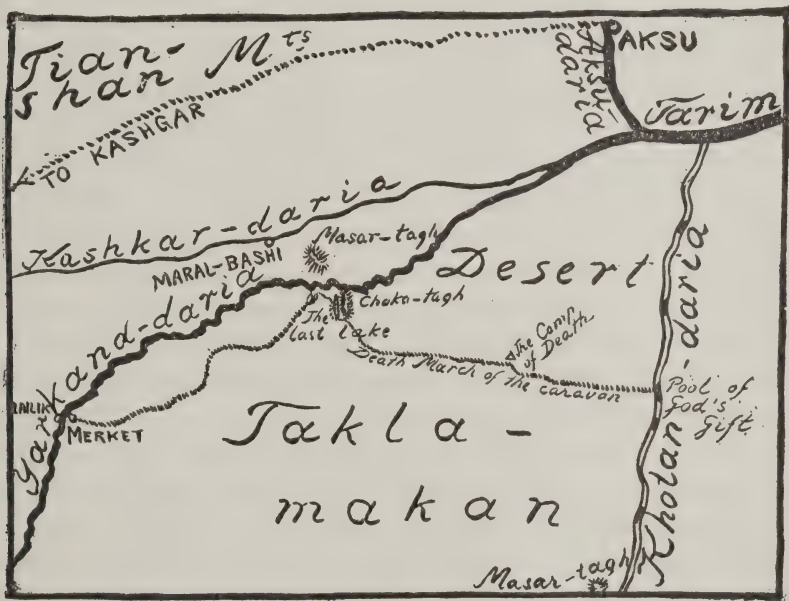 Tian-
shan Mts
AKSU
Aksu-
daria
Tarim
TO KASHGAR
Kashkar-daria
Masar-tagh
MARAL-BASHI
Desert
Yarkand-daria
Choka-tagh
The
last lake
The Camp
of Death
Death March of the caravan
Pool of
God's
Gift
Khotan-daria
MERKET
Takla-
makan
Masar-tagh